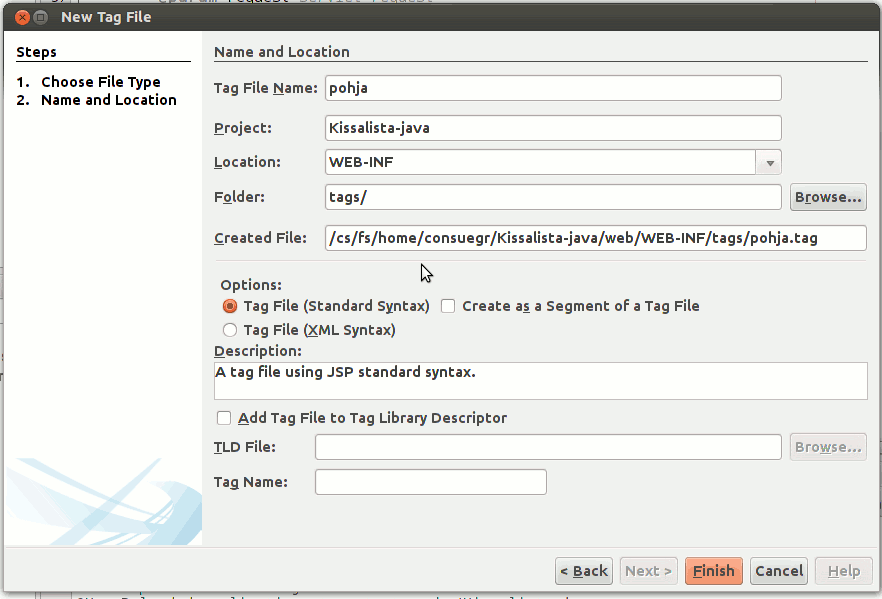 New Tag File
Steps
1. Choose File Type
2. Name and Location
Name and Location
Tag File Name: pohja
Project: Kissalista-java
Location: WEB-INF
Folder: tags/ Browse...
Created File: /cs/fs/home/consuegr/Kissalista-java/web/WEB-INF/tags/pohja.tag
Options:
Tag File (Standard Syntax) Create as a Segment of a Tag File
Tag File (XML Syntax)
Description:
A tag file using JSP standard syntax.
Add Tag File to Tag Library Descriptor
TLD File: Browse...
Tag Name:
< Back Next > Finish Cancel Help